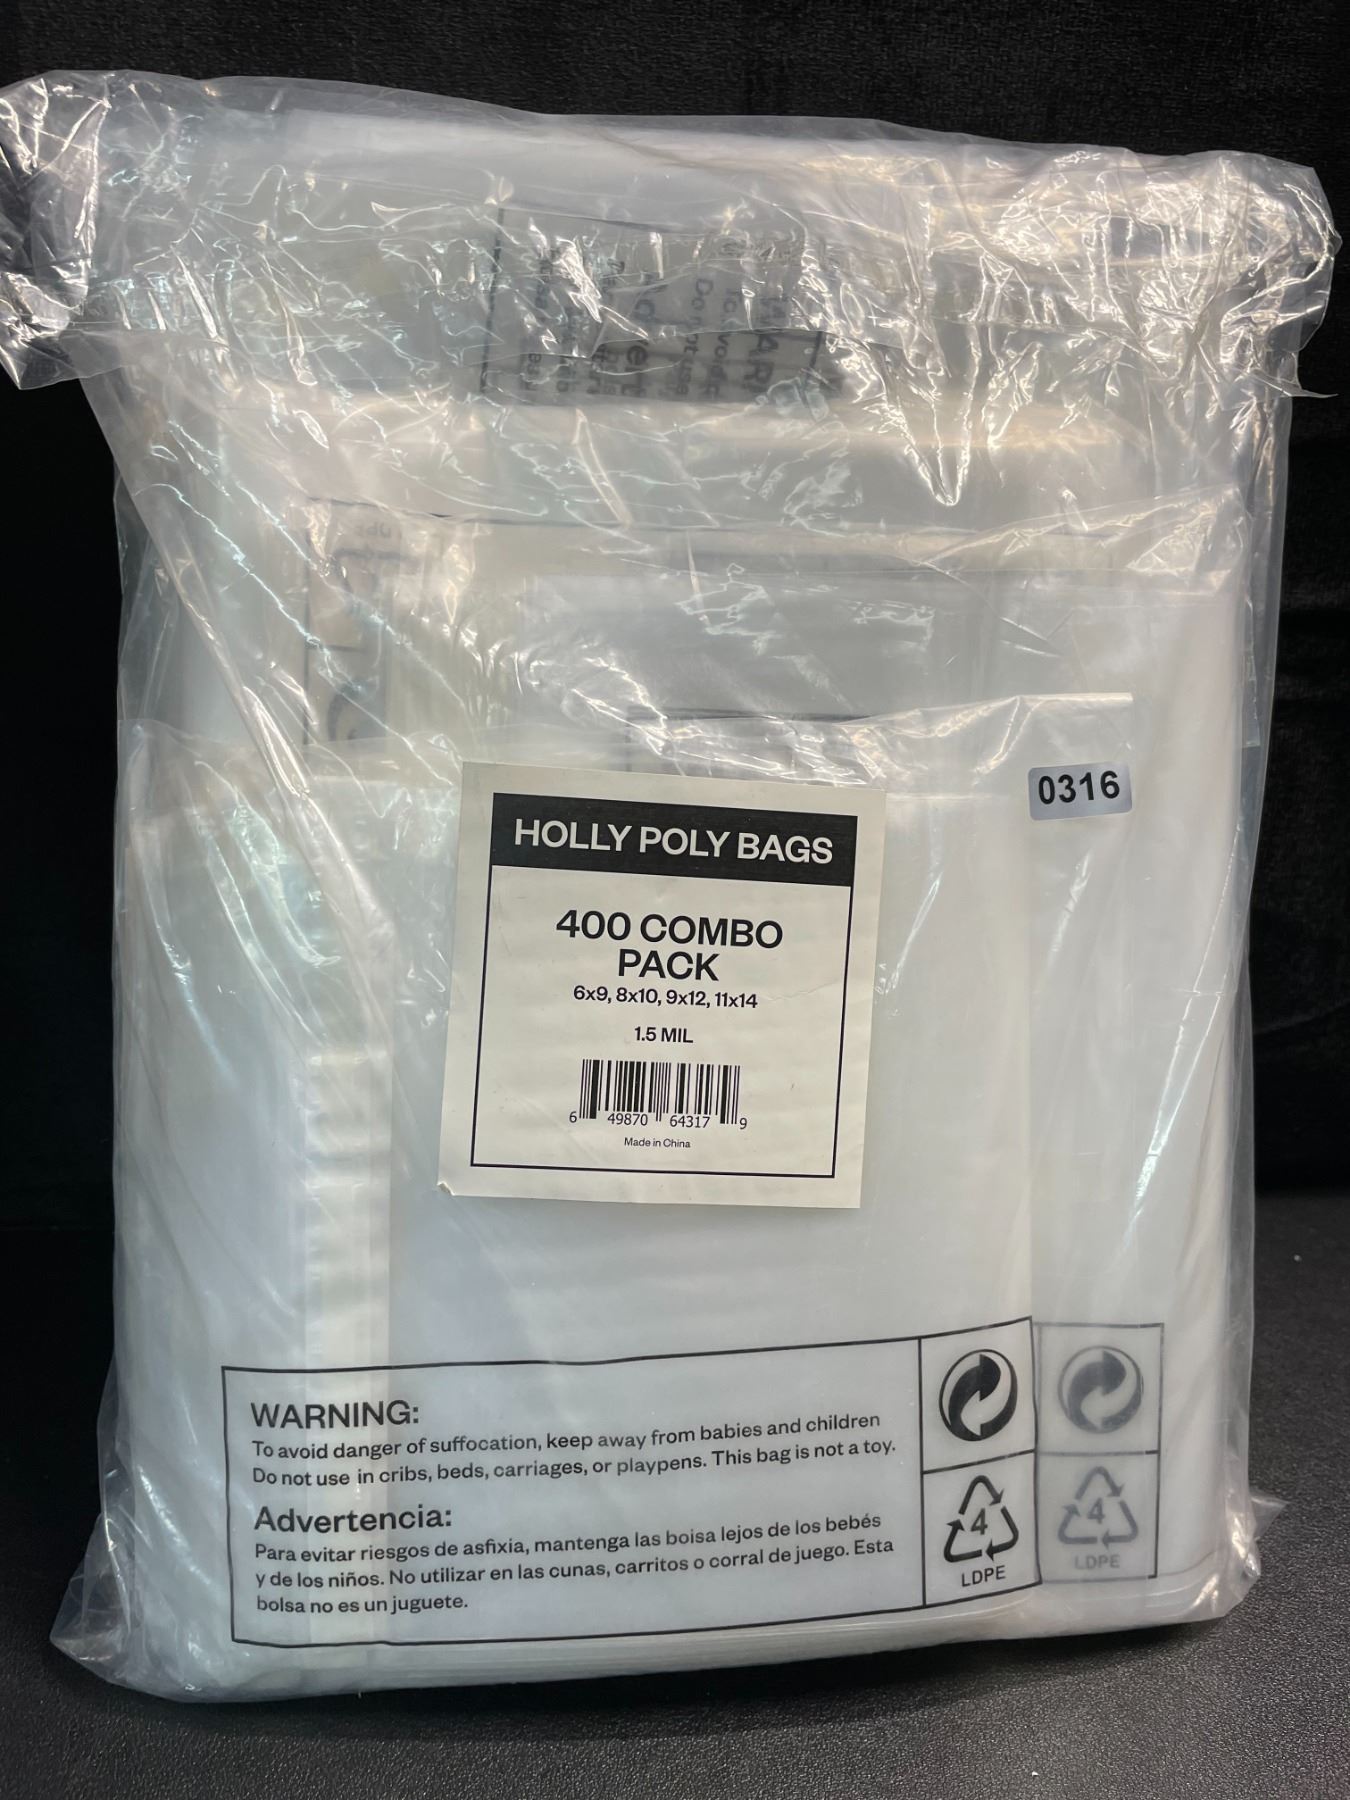 0316
HOLLY POLY BAGS
400 COMBO
PACK
6x9, 8x10, 9x12, 11x14
1.5 MIL
6 49870 64317 9
Made in China
WARNING:
To avoid danger of suffocation, keep away from babies and children
Do not use in cribs, beds, carriages, or playpens. This bag is not a toy.
Advertencia:
Para evitar riesgos de asfixia, mantenga las boisa lejos de los bebés
y de los niños. No utilizar en las cunas, carritos o corral de juego. Esta
bolsa no es un juguete.
4
LDPE
4
LDPE